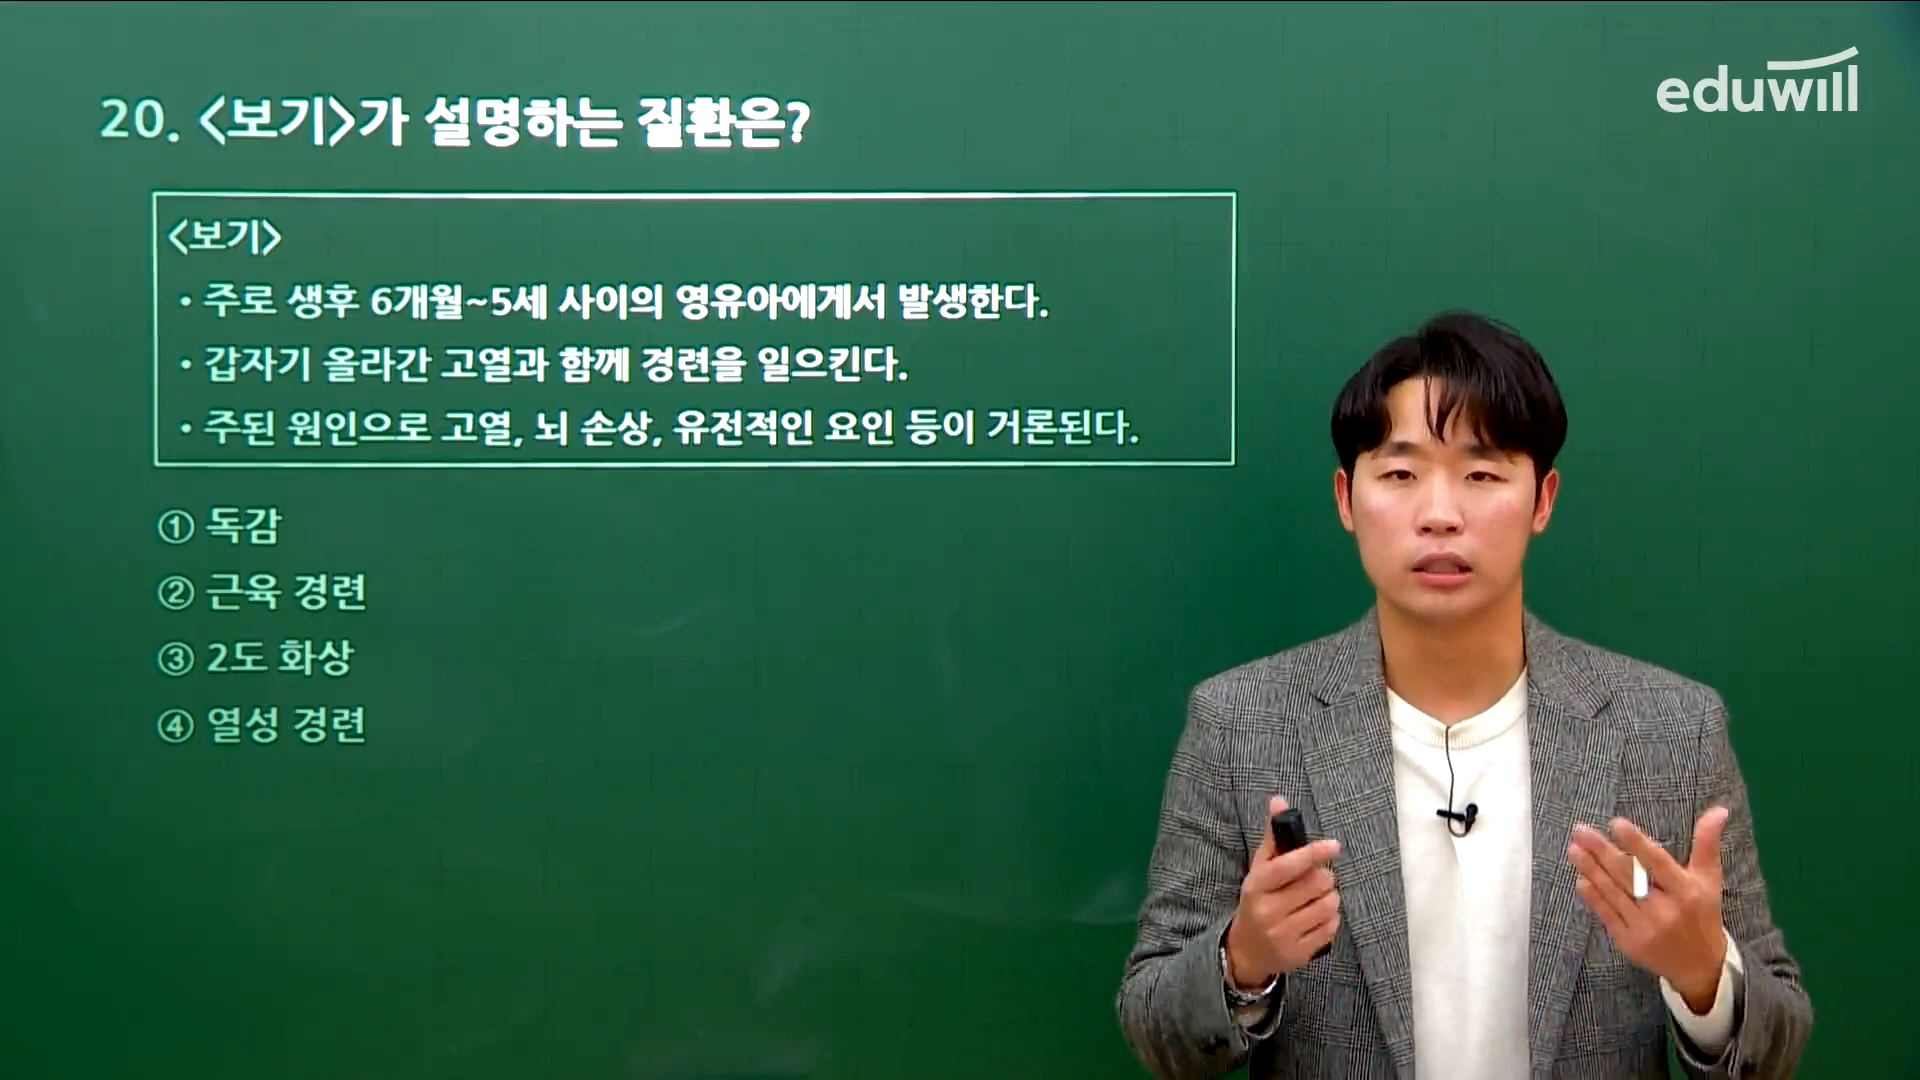 eduwill
20. <보기>가 설명하는 질환은?
<보기>
• 주로 생후 6개월~5세 사이의 영유아에게서 발생한다.
• 갑자기 올라간 고열과 함께 경련을 일으킨다.
• 주된 원인으로 고열, 뇌 손상, 유전적인 요인 등이 거론된다.
① 독감
② 근육 경련
③ 2도 화상
④ 열성 경련